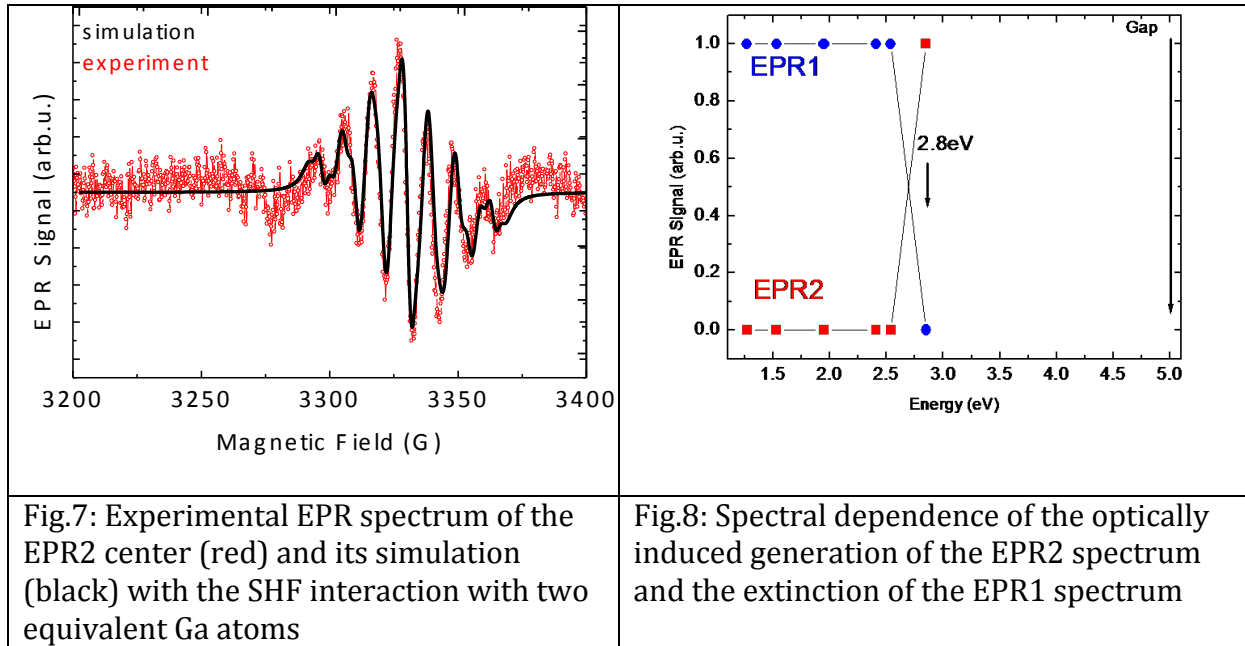 simulation
experiment
EPR Signal (arb.u.)
3200 3250 3300 3350 3400
Magnetic Field (G)
Gap
1.0
EPR1
0.8
2.8eV
0.6
0.4
0.2
EPR2
0.0
EPR Signal (arb.u.)
1.5 2.0 2.5 3.0 3.5 4.0 4.5 5.0
Energy (eV)
Fig.7: Experimental EPR spectrum of the
EPR2 center (red) and its simulation
(black) with the SHF interaction with two
equivalent Ga atoms
Fig.8: Spectral dependence of the optically
induced generation of the EPR2 spectrum
and the extinction of the EPR1 spectrum